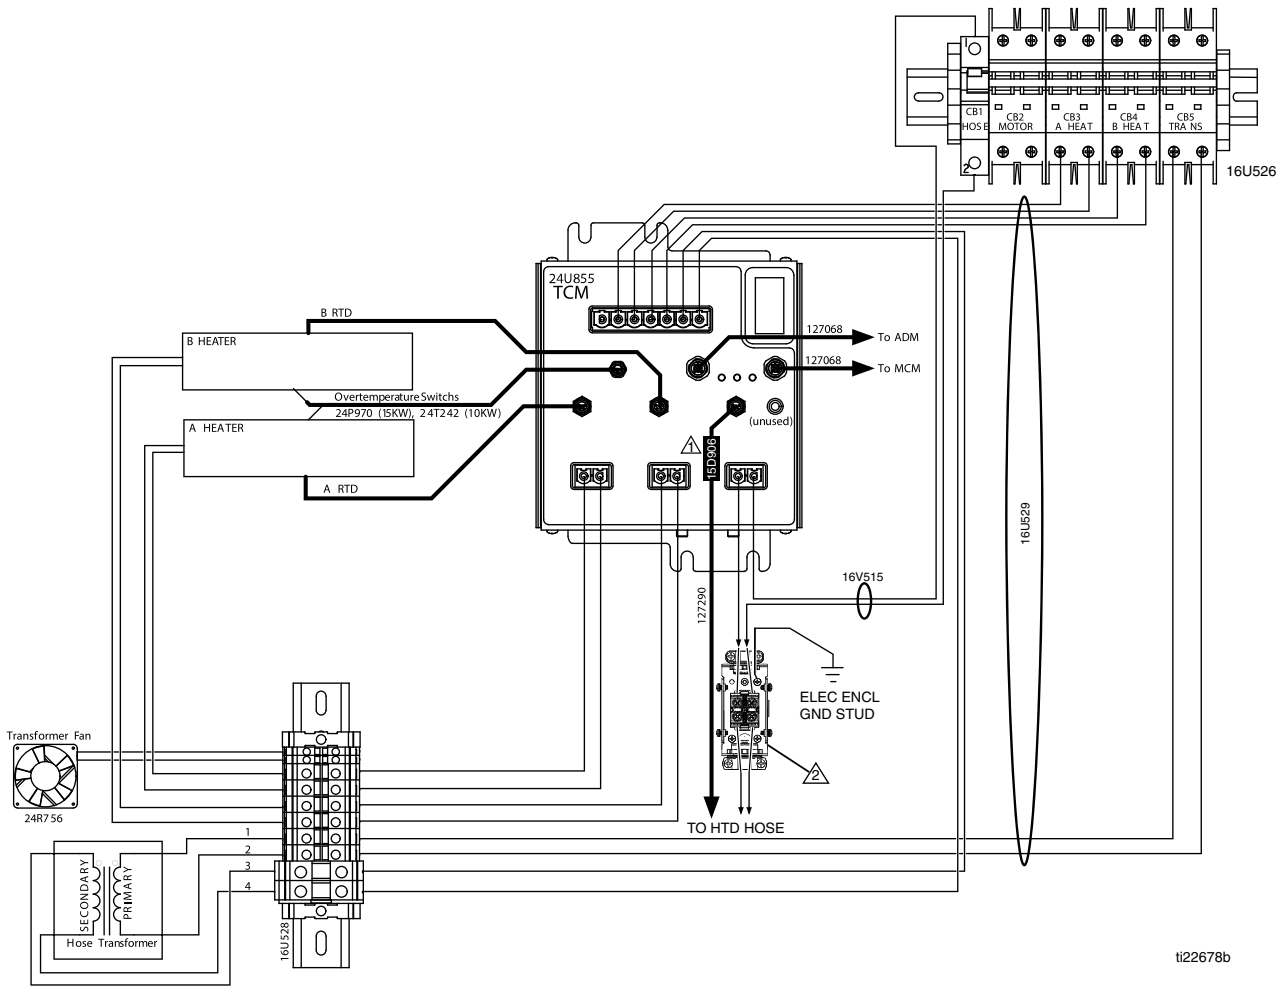 1
CB1
HOSE
2
CB2
MOTOR
CB3
A HEAT
CB4
B HEAT
CB5
TRANS
16U526
24U855
TCM
B RTD
B HEATER
127068
To ADM
127068
To MCM
Overtemperature Switchs
24P970 (15KW), 24T242 (10KW)
A HEATER
(unused)
1
15D906
A RTD
16U529
16V515
127290
ELEC ENCL
GND STUD
2
TO HTD HOSE
Transformer Fan
24R756
1
2
3
4
SECONDARY
PRIMARY
Hose Transformer
16U528
ti22678b